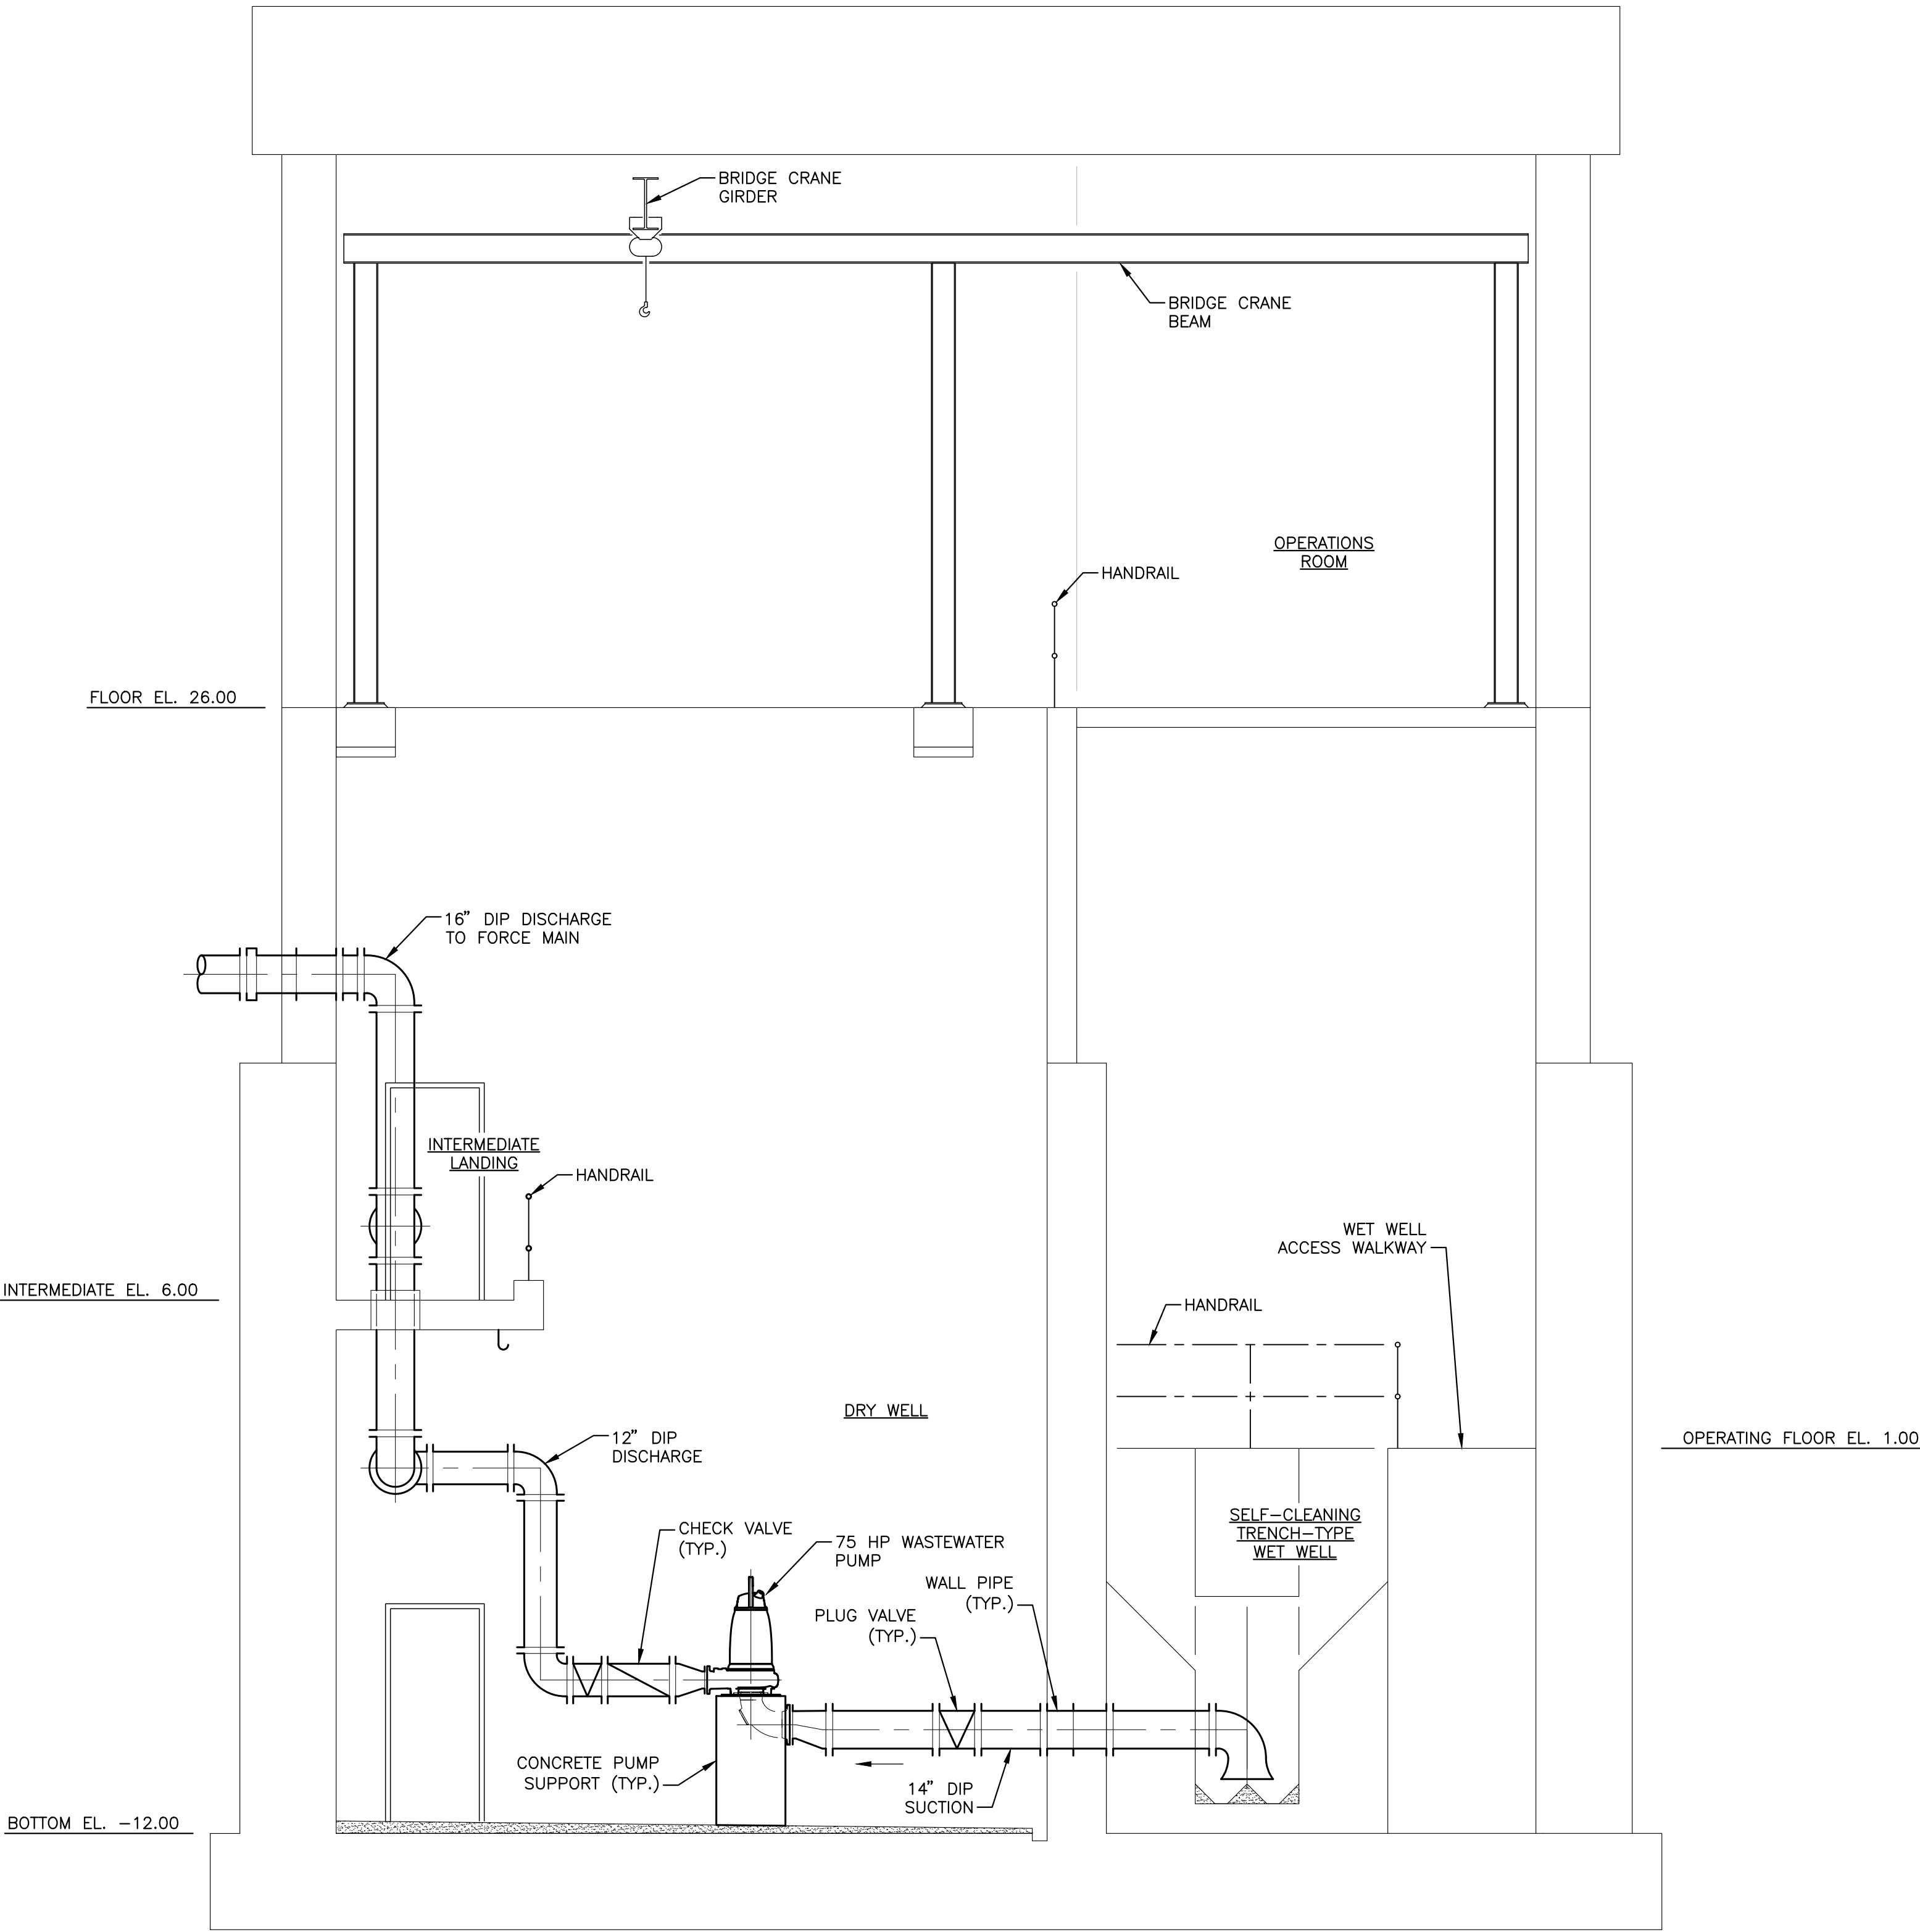 BRIDGE CRANE
GIRDER
BRIDGE CRANE
BEAM
OPERATIONS
ROOM
HANDRAIL
FLOOR EL. 26.00
16" DIP DISCHARGE
TO FORCE MAIN
INTERMEDIATE
LANDING
HANDRAIL
WET WELL
ACCESS WALKWAY
INTERMEDIATE EL. 6.00
HANDRAIL
DRY WELL
12" DIP
DISCHARGE
OPERATING FLOOR EL. 1.00
SELF-CLEANING
TRENCH-TYPE
WET WELL
CHECK VALVE
(TYP.)
75 HP WASTEWATER
PUMP
WALL PIPE
(TYP.)
PLUG VALVE
(TYP.)
CONCRETE PUMP
SUPPORT (TYP.)
14" DIP
SUCTION
BOTTOM EL. -12.00